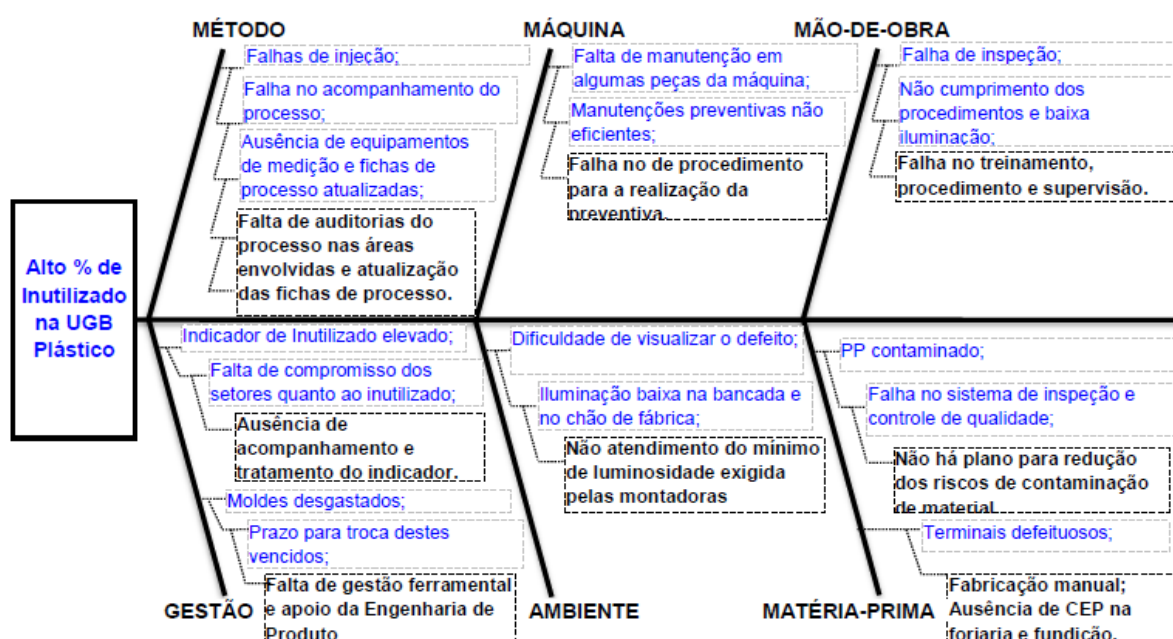 MÉTODO
Falhas de injeção;
Falha no acompanhamento do
processo;
Ausência de equipamentos
de medição e fichas de
processo atualizadas;
Falta de auditorias do
processo nas áreas
envolvidas e atualização
das fichas de processo.
MÁQUINA
Falta de manutenção em
algumas peças da máquina;
Manutenções preventivas não
eficientes;
Falha no de procedimento
para a realização da
preventiva.
MÃO-DE-OBRA
Falha de inspeção;
Não cumprimento dos
procedimentos e baixa
iluminação;
Falha no treinamento,
procedimento e supervisão.
Alto % de
Inutilizado
na UGB
Plástico
Indicador de Inutilizado elevado;
Falta de compromisso dos
setores quanto ao inutilizado;
Ausência de
acompanhamento e
tratamento do indicador.
Moldes desgastados;
Prazo para troca destes
vencidos;
Falta de gestão ferramental
e apoio da Engenharia de
Produto
GESTÃO
Dificuldade de visualizar o defeito;
Iluminação baixa na bancada e
no chão de fábrica;
Não atendimento do mínimo
de luminosidade exigida
pelas montadoras
AMBIENTE
PP contaminado;
Falha no sistema de inspeção e
controle de qualidade;
Não há plano para redução
dos riscos de contaminação
de material
Terminais defeituosos;
Fabricação manual;
Ausência de CEP na
forjaria e fundição.
MATÉRIA-PRIMA